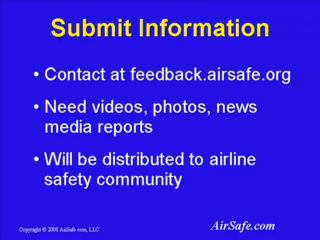 Submit Information
• Contact at feedback.airsafe.org
• Need videos, photos, news
media reports
• Will be distributed to airline
safety community
Copyright © 2008 AirSafe.com, LLC
AirSafe.com